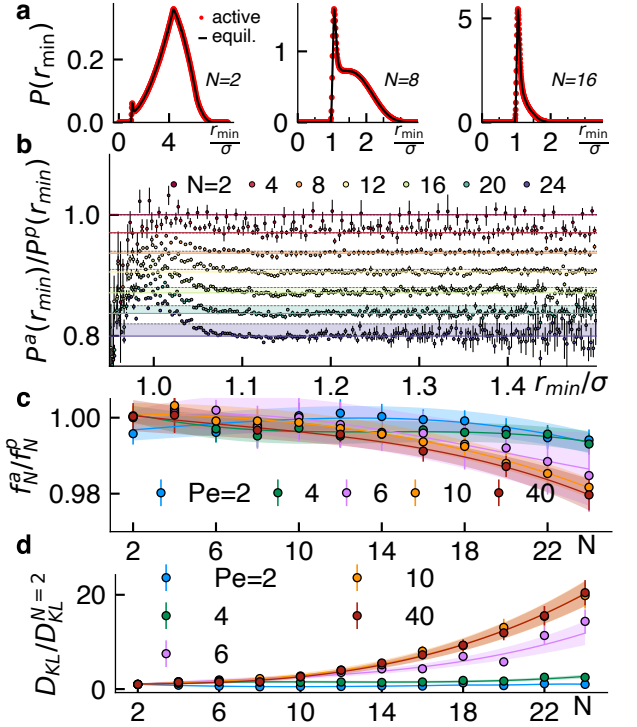 a
P(r_min)
active
equil.
N=2
N=8
N=16
0.2
0.0
1
0
5
0
0 4 r_min/σ
0 1 2 r_min/σ
0 1 2 r_min/σ
b
P^a(r_min)/P^p(r_min)
N=2 4 8 12 16 20 24
1.0
0.8
1.0 1.1 1.2 1.3 1.4 r_min/σ
c
f_N^a/f_N^p
1.00
0.98
Pe=2 4 6 10 40
2 6 10 14 18 22 N
d
D_KL/D_KL^{N=2}
Pe=2 10
4 40
6
20
0
2 6 10 14 18 22 N